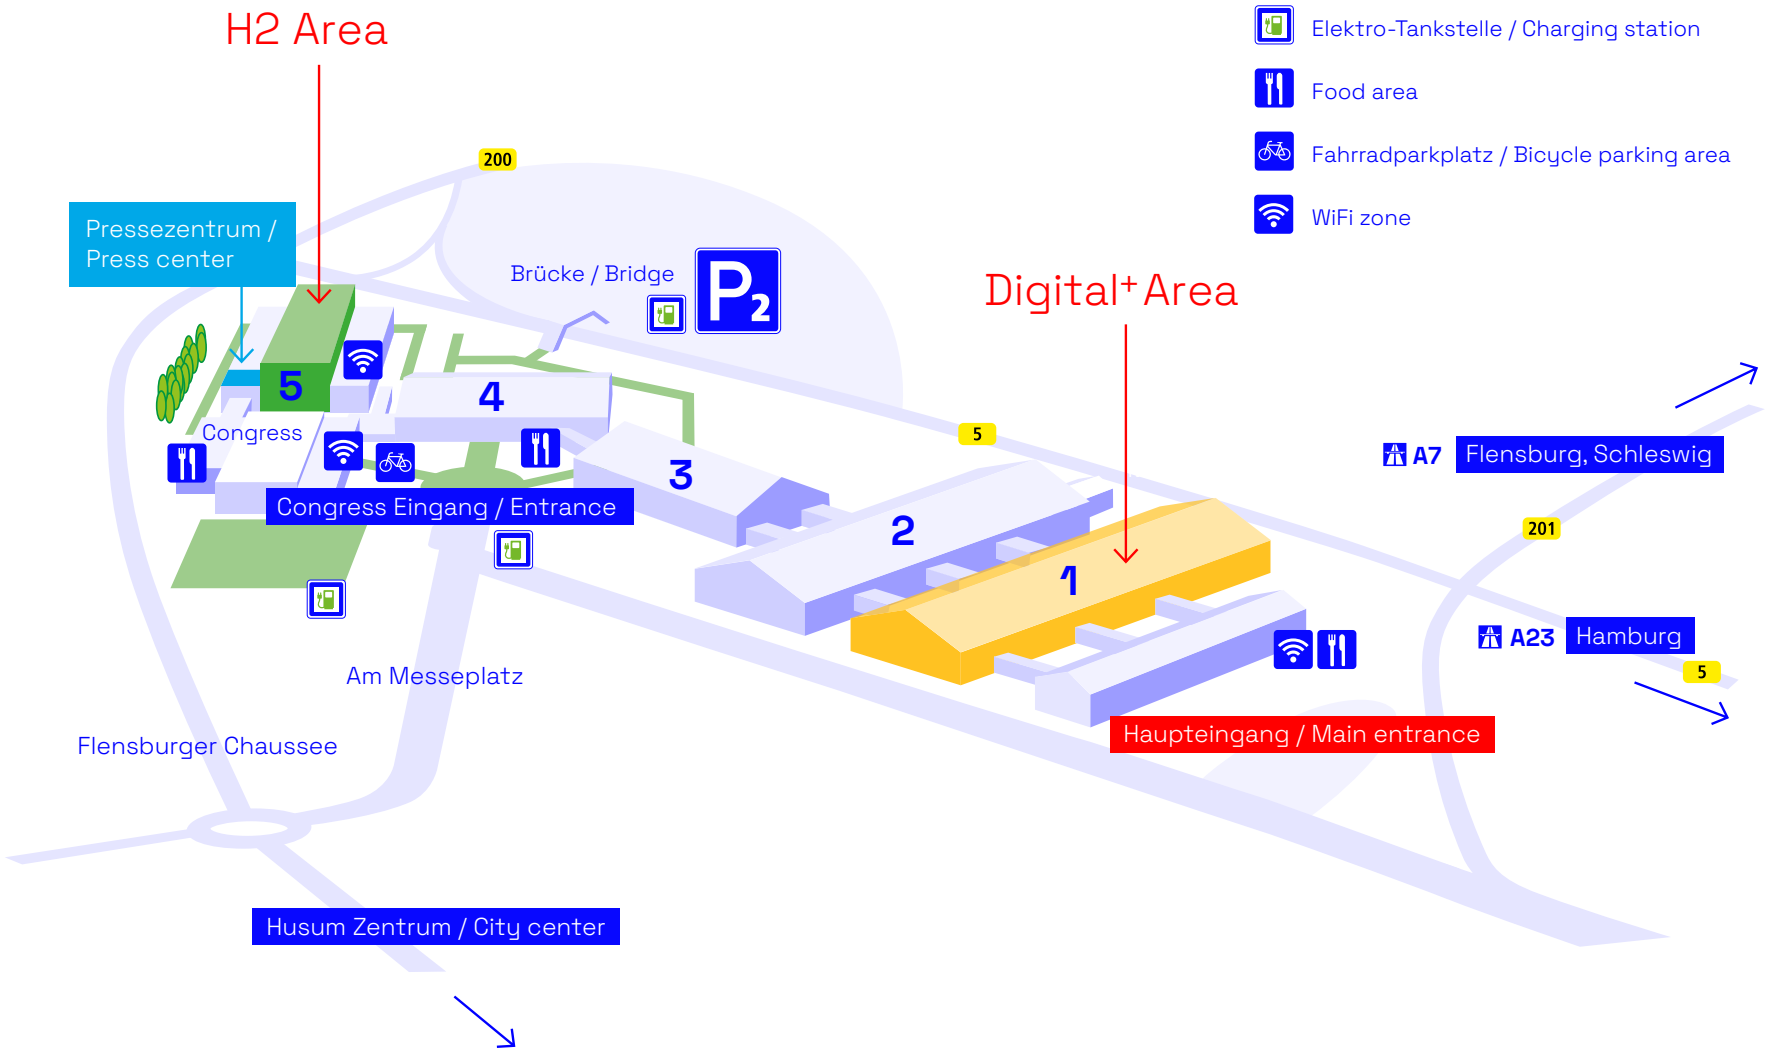 H2 Area
Elektro-Tankstelle / Charging station
Food area
Fahrradparkplatz / Bicycle parking area
WiFi zone
200
Pressezentrum /
Press center
Brücke / Bridge
P2
Digital+Area
5
4
Congress
3
5
A7
Flensburg, Schleswig
Congress Eingang / Entrance
2
201
1
A23
Hamburg
5
Am Messeplatz
Flensburger Chaussee
Haupteingang / Main entrance
Husum Zentrum / City center